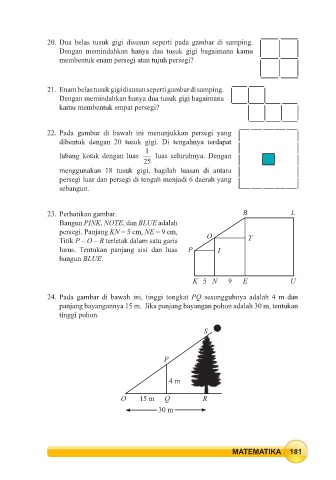 20. Dua belas tusuk gigi disusun seperti pada gambar di samping.
Dengan memindahkan hanya dua tusuk gigi bagaimana kamu
membentuk enam persegi atau tujuh persegi?
21. Enam belas tusuk gigi disusun seperti gambar di samping.
Dengan memindahkan hanya dua tusuk gigi bagaimana
kamu membentuk empat persegi?
22. Pada gambar di bawah ini menunjukkan persegi yang
dibentuk dengan 20 tusuk gigi. Di tengahnya terdapat
lubang kotak dengan luas 1/25 luas seluruhnya. Dengan
menggunakan 18 tusuk gigi, bagilah luasan di antara
persegi luar dan persegi di tengah menjadi 6 daerah yang
sebangun.
23. Perhatikan gambar.
Bangun PINK, NOTE, dan BLUE adalah
persegi. Panjang KN = 5 cm, NE = 9 cm,
Titik P – O – B terletak dalam satu garis
lurus. Tentukan panjang sisi dan luas
bangun BLUE.
B L
O T
P I
K 5 N 9 E U
24. Pada gambar di bawah ini, tinggi tongkat PQ sesungguhnya adalah 4 m dan
panjang bayangannya 15 m. Jika panjang bayangan pohon adalah 30 m, tentukan
tinggi pohon.
S
P
4 m
O 15 m Q R
30 m
MATEMATIKA 181